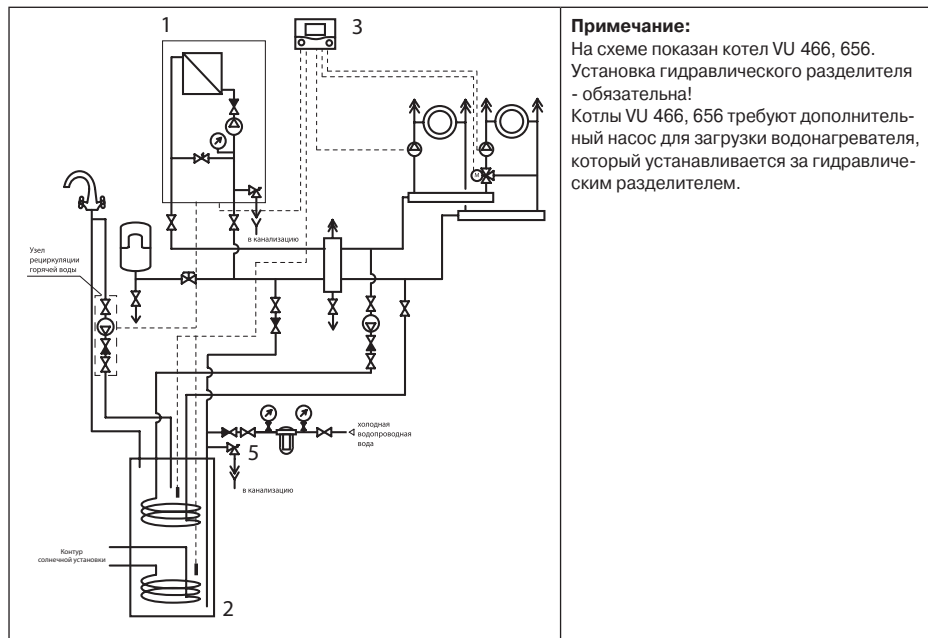 1
3
Примечание:
На схеме показан котел VU 466, 656.
Установка гидравлического разделителя
- обязательна!
Котлы VU 466, 656 требуют дополнитель-
ный насос для загрузки водонагревателя,
который устанавливается за гидравличе-
ским разделителем.
M
в канализацию
Узел
рециркуляции
горячей воды
холодная
водопроводная
вода
5
в канализацию
Контур
солнечной установки
2